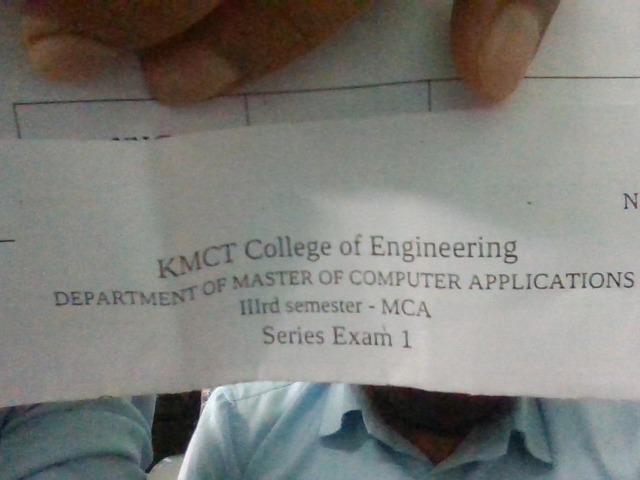 N
KMCT College of Engineering
DEPARTMENT OF MASTER OF COMPUTER APPLICATIONS
IIIrd semester - MCA
Series Exam 1